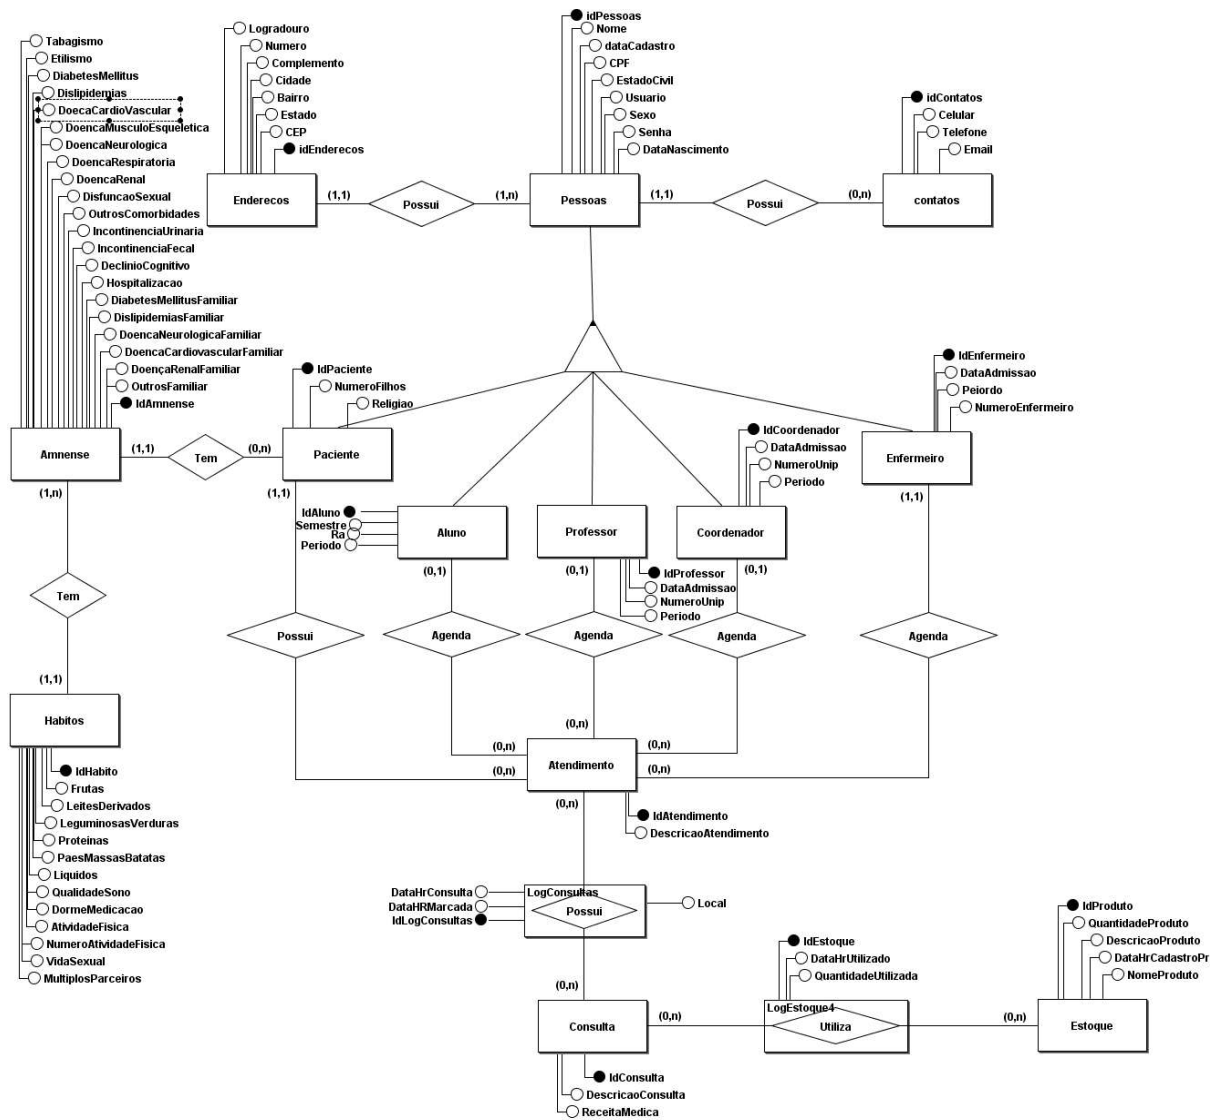 idPessoas
Nome
dataCadastro
CPF
EstadoCivil
Usuario
Sexo
Senha
DataNascimento
Logradouro
Numero
Complemento
Cidade
Bairro
Estado
CEP
idEnderecos
Tabagismo
Etilismo
DiabetesMellitus
Dislipidemias
DoecaCardioVascular
DoencaMusculoEsqueletica
DoencaNeurologica
DoencaRespiratoria
DoencaRenal
DisfuncaoSexual
OutrosComorbidades
IncontinenciaUrinaria
IncontinenciaFecal
DeclinioCognitivo
Hospitalizacao
DiabetesMellitusFamiliar
DislipidemiasFamiliar
DoencaNeurologicaFamiliar
DoencaCardiovascularFamiliar
DoençaRenalFamiliar
OutrosFamiliar
IdAmnense
idContatos
Celular
Telefone
Email
Enderecos
(1,1)
Possui
(1,n)
Pessoas
(1,1)
Possui
(0,n)
contatos
IdPaciente
NumeroFilhos
Religiao
IdEnfermeiro
DataAdmissao
Peiordo
NumeroEnfermeiro
IdCoordenador
DataAdmissao
NumeroUnip
Periodo
Amnense
(1,1)
Tem
(0,n)
Paciente
Enfermeiro
(1,n)
(1,1)
(1,1)
IdAluno
Semestre
Ra
Periodo
Aluno
Professor
Coordenador
(0,1)
(0,1)
(0,1)
IdProfessor
DataAdmissao
NumeroUnip
Periodo
Tem
Possui
Agenda
Agenda
Agenda
Agenda
(1,1)
Habitos
(0,n)
(0,n)
(0,n)
(0,n)
(0,n)
Atendimento
(0,n)
IdAtendimento
DescricaoAtendimento
IdHabito
Frutas
LeitesDerivados
LeguminosasVerduras
Proteinas
PaesMassasBatatas
Liquidos
QualidadeSono
DormeMedicacao
AtividadeFisica
NumeroAtividadeFisica
VidaSexual
MultiplosParceiros
DataHrConsulta
DataHRMarcada
IdLogConsultas
LogConsultas
Possui
Local
IdProduto
QuantidadeProduto
DescricaoProduto
DataHrCadastroPr
NomeProduto
IdEstoque
DataHrUtilizado
QuantidadeUtilizada
(0,n)
Consulta
(0,n)
LogEstoque4
Utiliza
(0,n)
Estoque
IdConsulta
DescricaoConsulta
ReceitaMedica